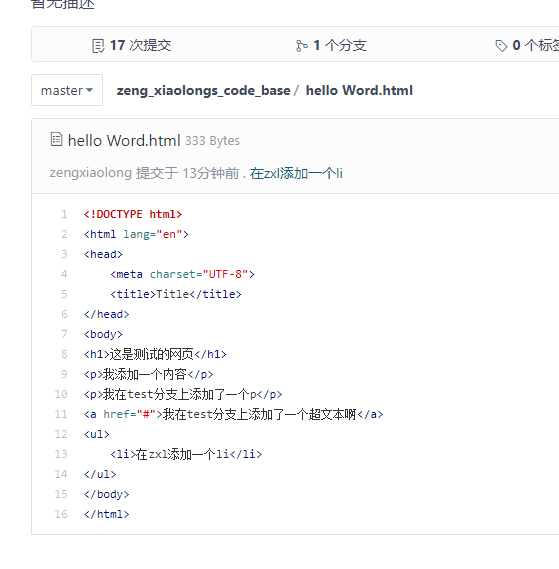 暂无描述
17 次提交
1 个分支
0 个标签
master
zeng_xiaolongs_code_base / hello Word.html
hello Word.html 333 Bytes
zengxiaolong 提交于 13分钟前 . 在zxl添加一个li
1 <!DOCTYPE html>
2 <html lang="en">
3 <head>
4 <meta charset="UTF-8">
5 <title>Title</title>
6 </head>
7 <body>
8 <h1>这是测试的网页</h1>
9 <p>我添加一个内容</p>
10 <p>我在test分支上添加了一个p</p>
11 <a href="#">我在test分支上添加了一个超文本啊</a>
12 <ul>
13 <li>在zxl添加一个li</li>
14 </ul>
15 </body>
16 </html>